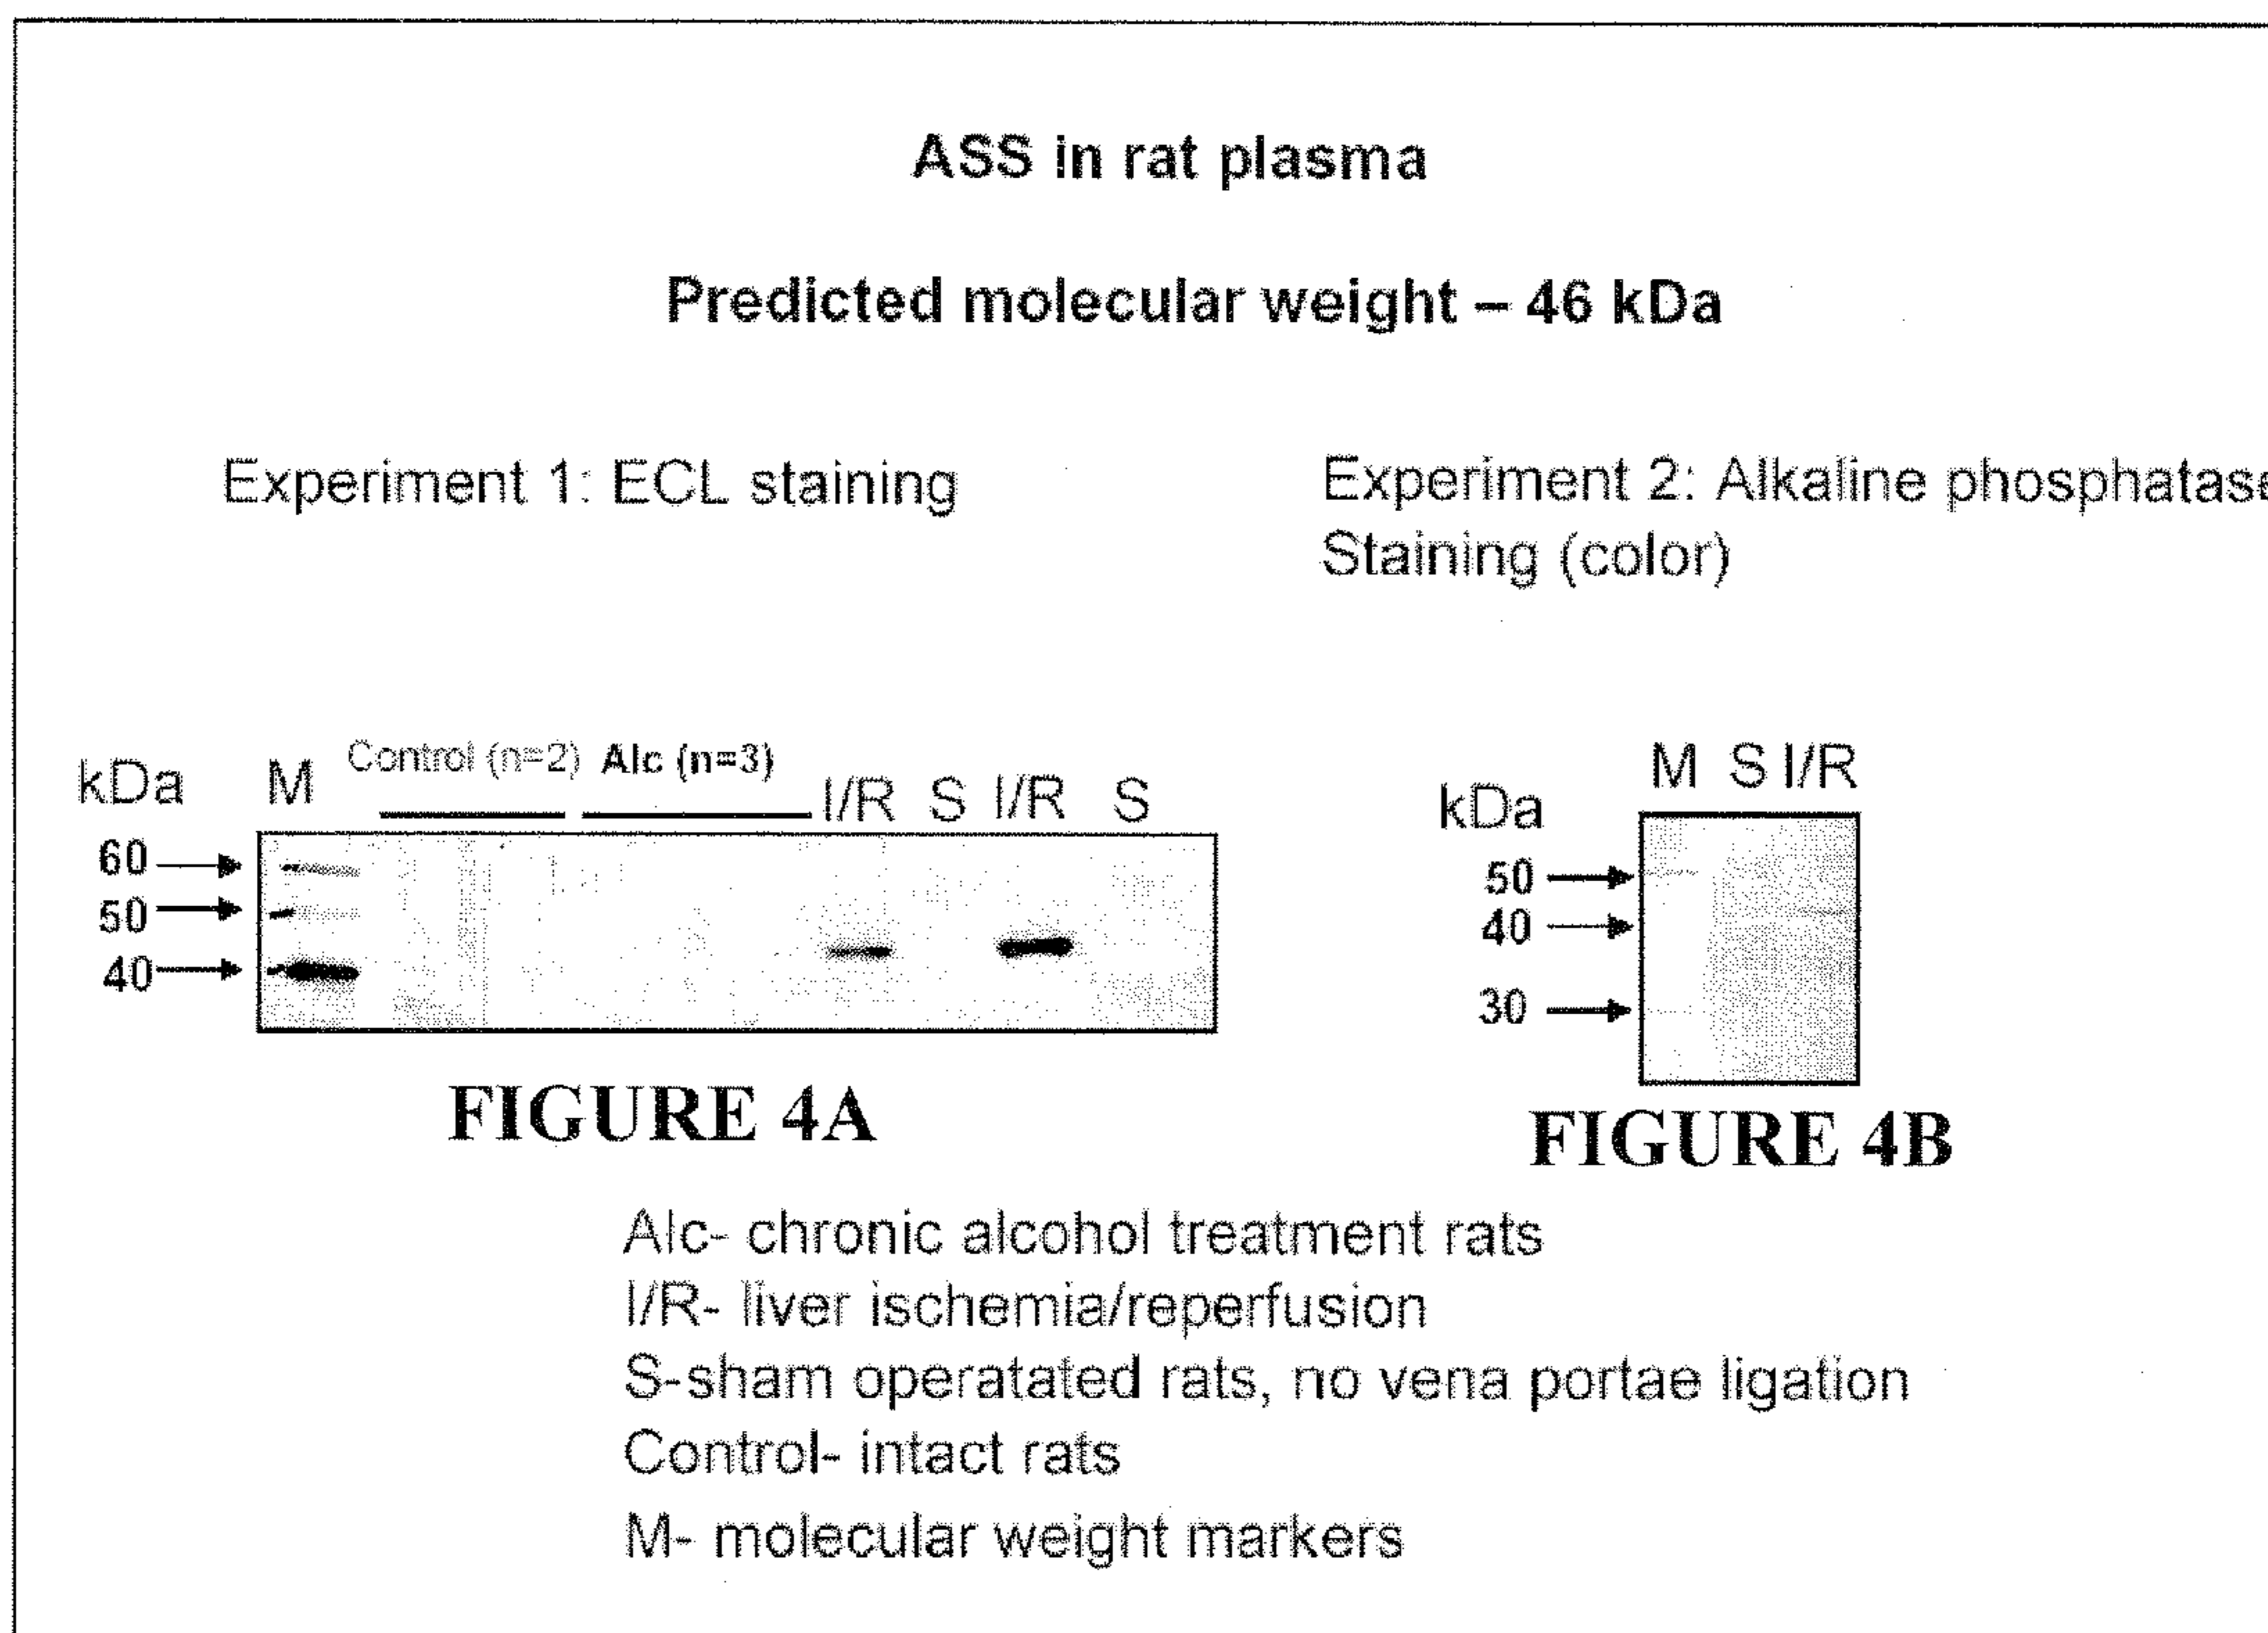 ASS in rat plasma
Predicted molecular weight – 46 kDa
Experiment 1: ECL staining
Experiment 2: Alkaline phosphatase
Staining (color)
kDa M Control (n=2) Alc (n=3) I/R S I/R S
60
50
40
FIGURE 4A
kDa M S I/R
50
40
30
FIGURE 4B
Alc- chronic alcohol treatment rats
I/R- liver ischemia/reperfusion
S-sham operatated rats, no vena portae ligation
Control- intact rats
M- molecular weight markers